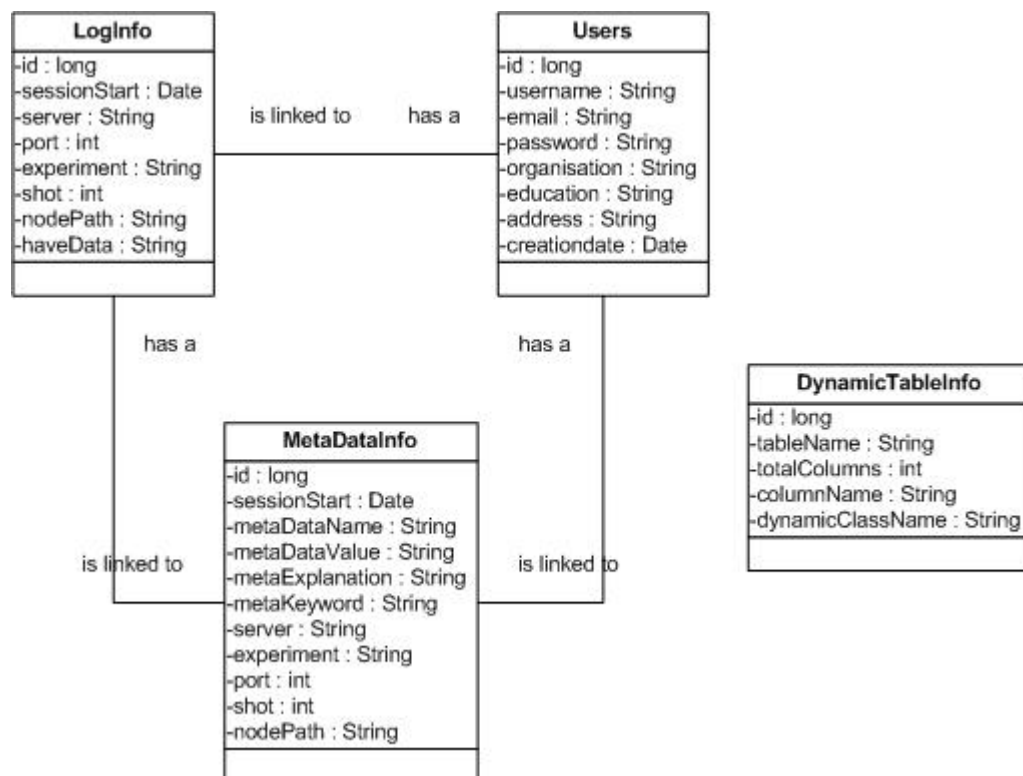 LogInfo
-id : long
-sessionStart : Date
-server : String
-port : int
-experiment : String
-shot : int
-nodePath : String
-haveData : String
is linked to
has a
Users
-id : long
-username : String
-email : String
-password : String
-organisation : String
-education : String
-address : String
-creationdate : Date
has a
has a
DynamicTableInfo
-id : long
-tableName : String
-totalColumns : int
-columnName : String
-dynamicClassName : String
MetaDataInfo
-id : long
-sessionStart : Date
-metaDataName : String
-metaDataValue : String
-metaExplanation : String
-metaKeyword : String
-server : String
-experiment : String
-port : int
-shot : int
-nodePath : String
is linked to
is linked to